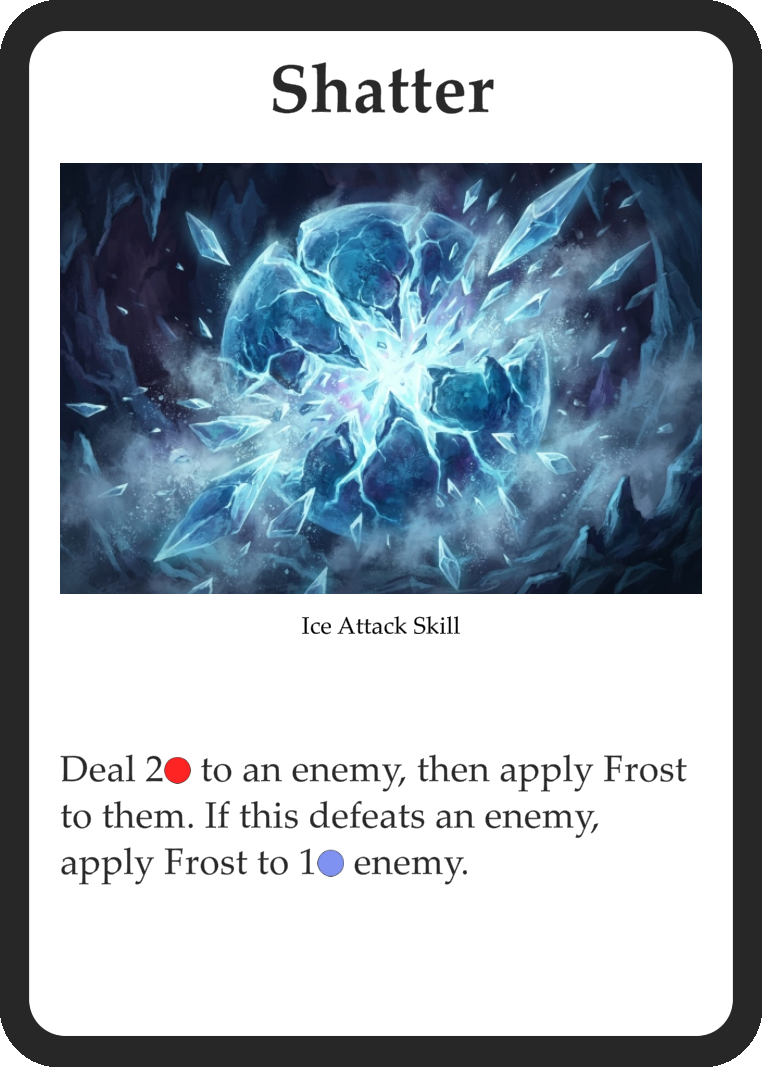 Shatter
Ice Attack Skill
Deal 2🔴 to an enemy, then apply Frost
to them. If this defeats an enemy,
apply Frost to 1🔵 enemy.